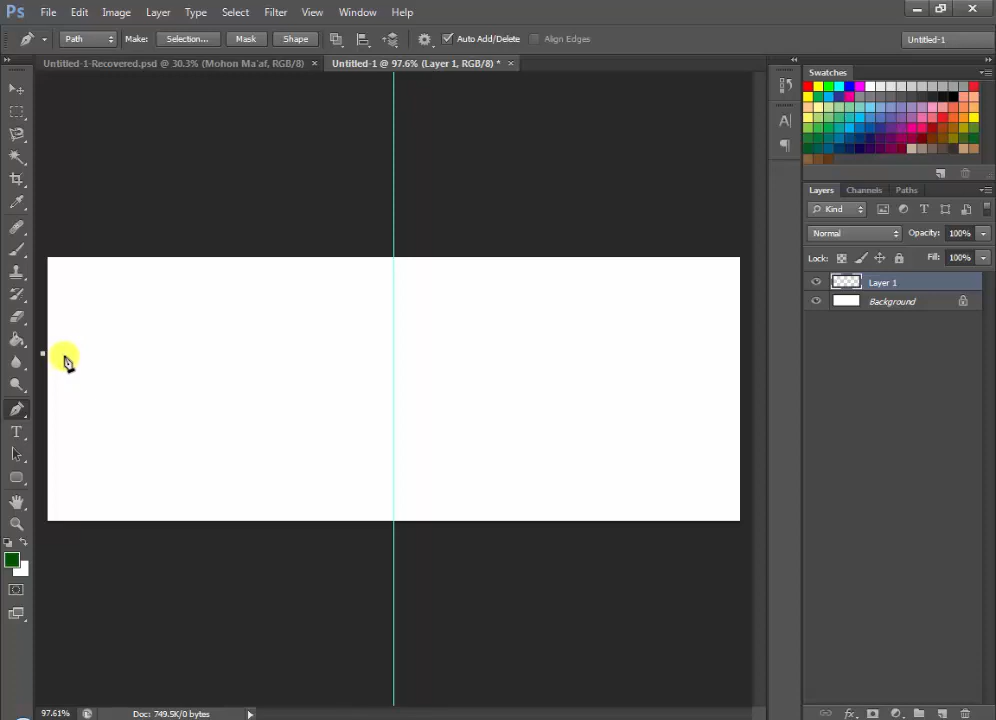 Ps File Edit Image Layer Type Select Filter View Window Help
Path Make: Selection... Mask Shape Auto Add/Delete Align Edges Untitled-1
Untitled-1-Recovered.psd @ 30.3% (Mohon Ma'af, RGB/8) × Untitled-1 @ 97.6% (Layer 1, RGB/8) * ×
Swatches
Layers Channels Paths
Kind
Normal Opacity: 100%
Lock: Fill: 100%
Layer 1
Background
97.61% Doc: 749.5K/0 bytes